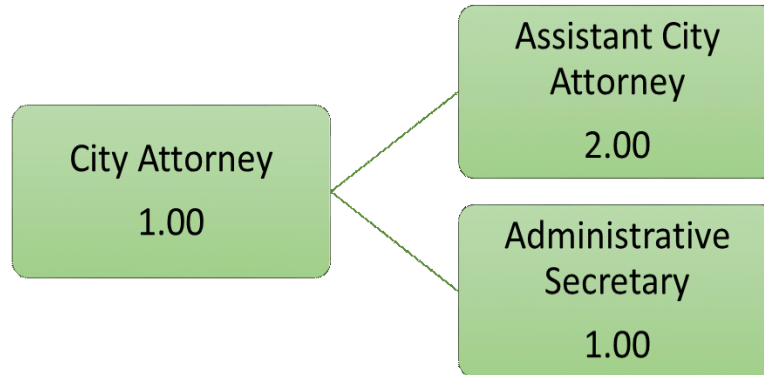 City Attorney
1.00
Assistant City
Attorney
2.00
Administrative
Secretary
1.00